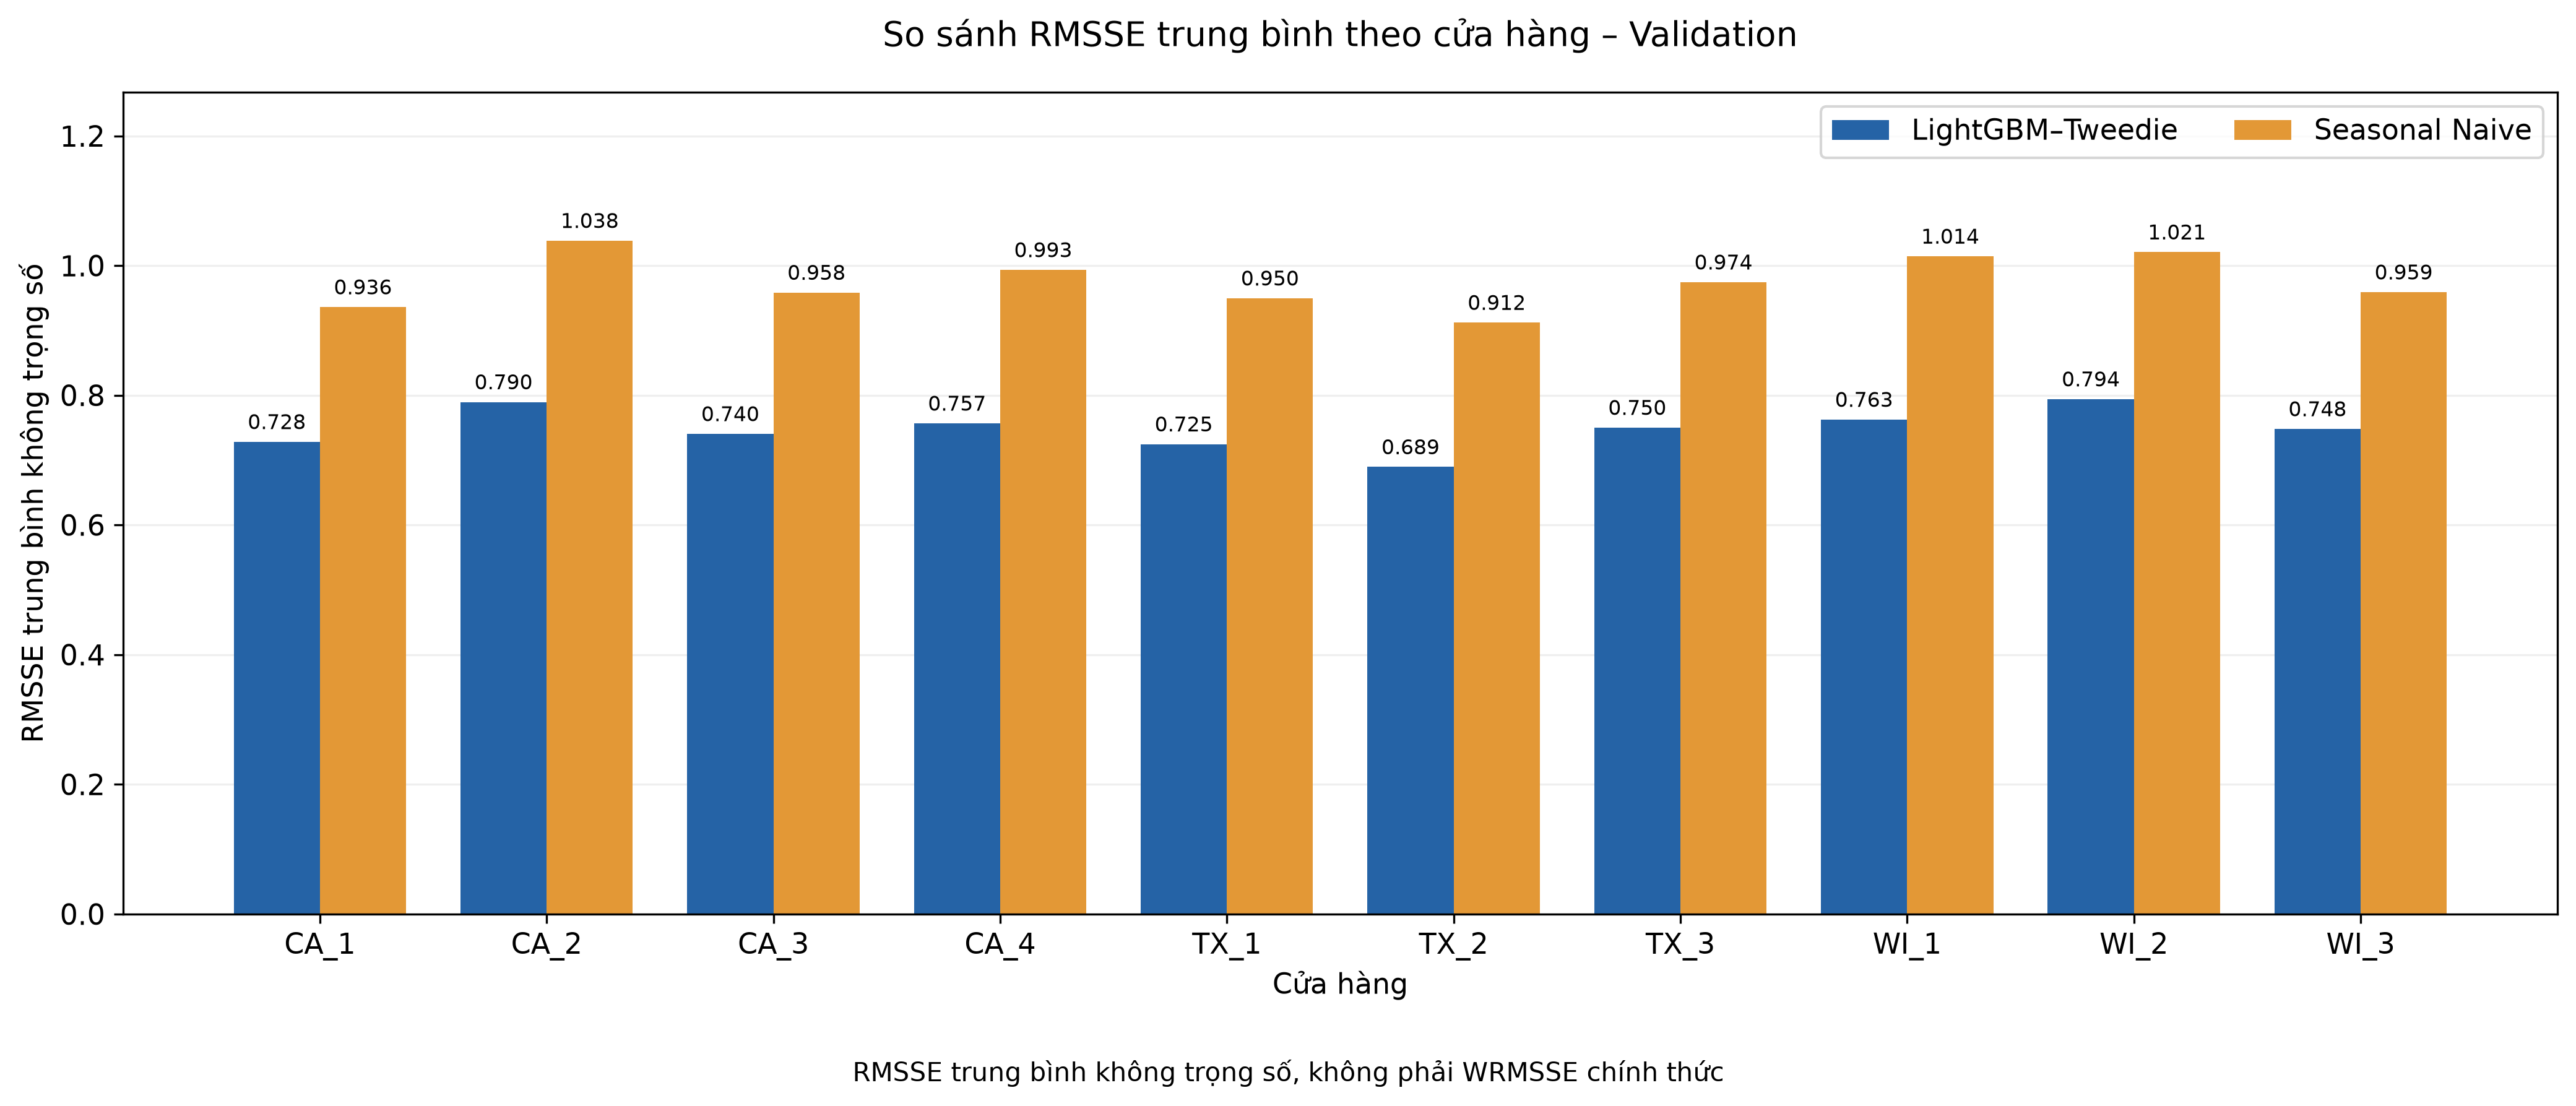 So sánh RMSSE trung bình theo cửa hàng – Validation
LightGBM–Tweedie
Seasonal Naive
RMSSE trung bình không trọng số
1.2
1.0
0.8
0.6
0.4
0.2
0.0
0.728
0.936
0.790
1.038
0.740
0.958
0.757
0.993
0.725
0.950
0.689
0.912
0.750
0.974
0.763
1.014
0.794
1.021
0.748
0.959
CA_1
CA_2
CA_3
CA_4
TX_1
TX_2
TX_3
WI_1
WI_2
WI_3
Cửa hàng
RMSSE trung bình không trọng số, không phải WRMSSE chính thức